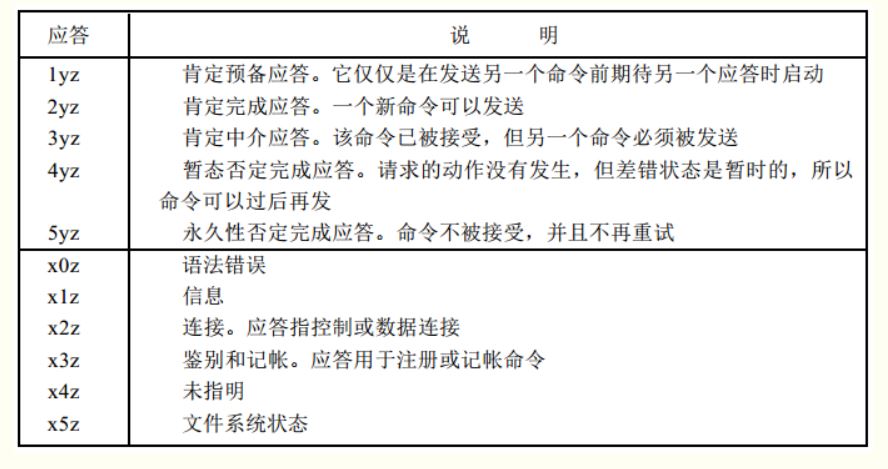 应答 说 明
1yz 肯定预备应答。它仅仅是在发送另一个命令前期待另一个应答时启动
2yz 肯定完成应答。一个新命令可以发送
3yz 肯定中介应答。该命令已被接受，但另一个命令必须被发送
4yz 暂态否定完成应答。请求的动作没有发生，但差错状态是暂时的，所以
命令可以过后再发
5yz 永久性否定完成应答。命令不被接受，并且不再重试
x0z 语法错误
x1z 信息
x2z 连接。应答指控制或数据连接
x3z 鉴别和记帐。应答用于注册或记帐命令
x4z 未指明
x5z 文件系统状态